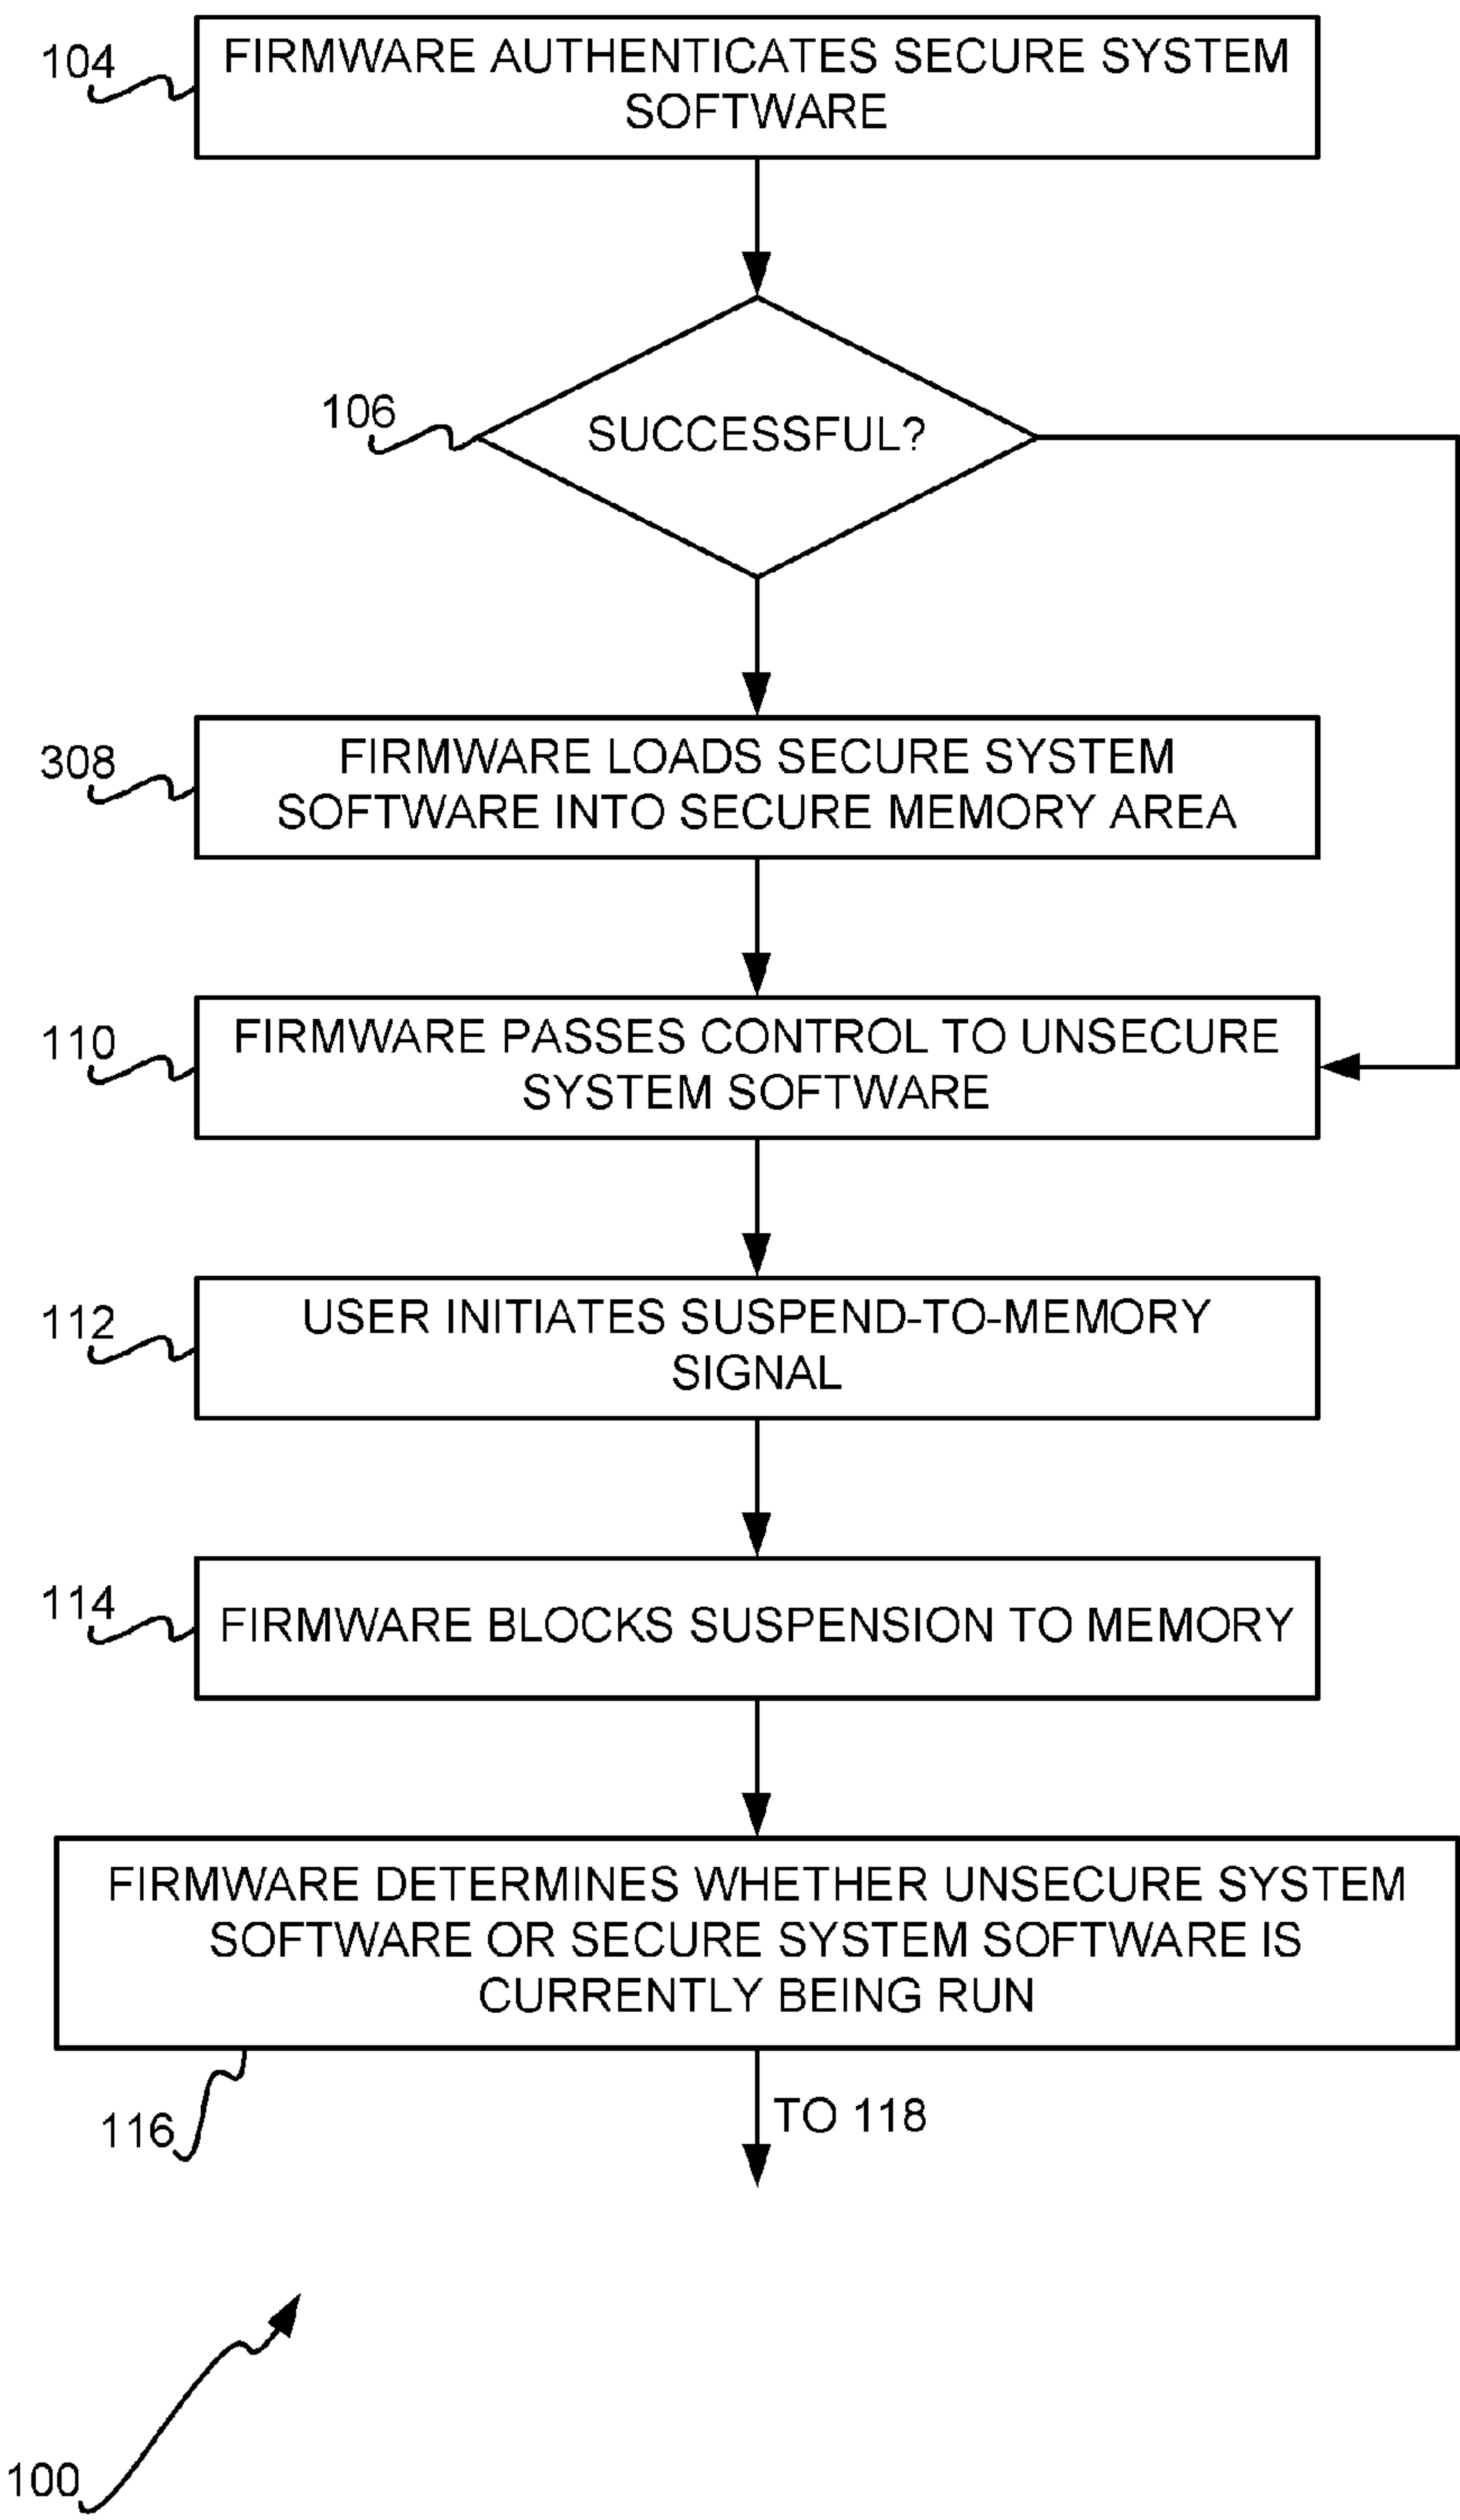 104
FIRMWARE AUTHENTICATES SECURE SYSTEM
SOFTWARE
106
SUCCESSFUL?
308
FIRMWARE LOADS SECURE SYSTEM
SOFTWARE INTO SECURE MEMORY AREA
110
FIRMWARE PASSES CONTROL TO UNSECURE
SYSTEM SOFTWARE
112
USER INITIATES SUSPEND-TO-MEMORY
SIGNAL
114
FIRMWARE BLOCKS SUSPENSION TO MEMORY
FIRMWARE DETERMINES WHETHER UNSECURE SYSTEM
SOFTWARE OR SECURE SYSTEM SOFTWARE IS
CURRENTLY BEING RUN
116
TO 118
100